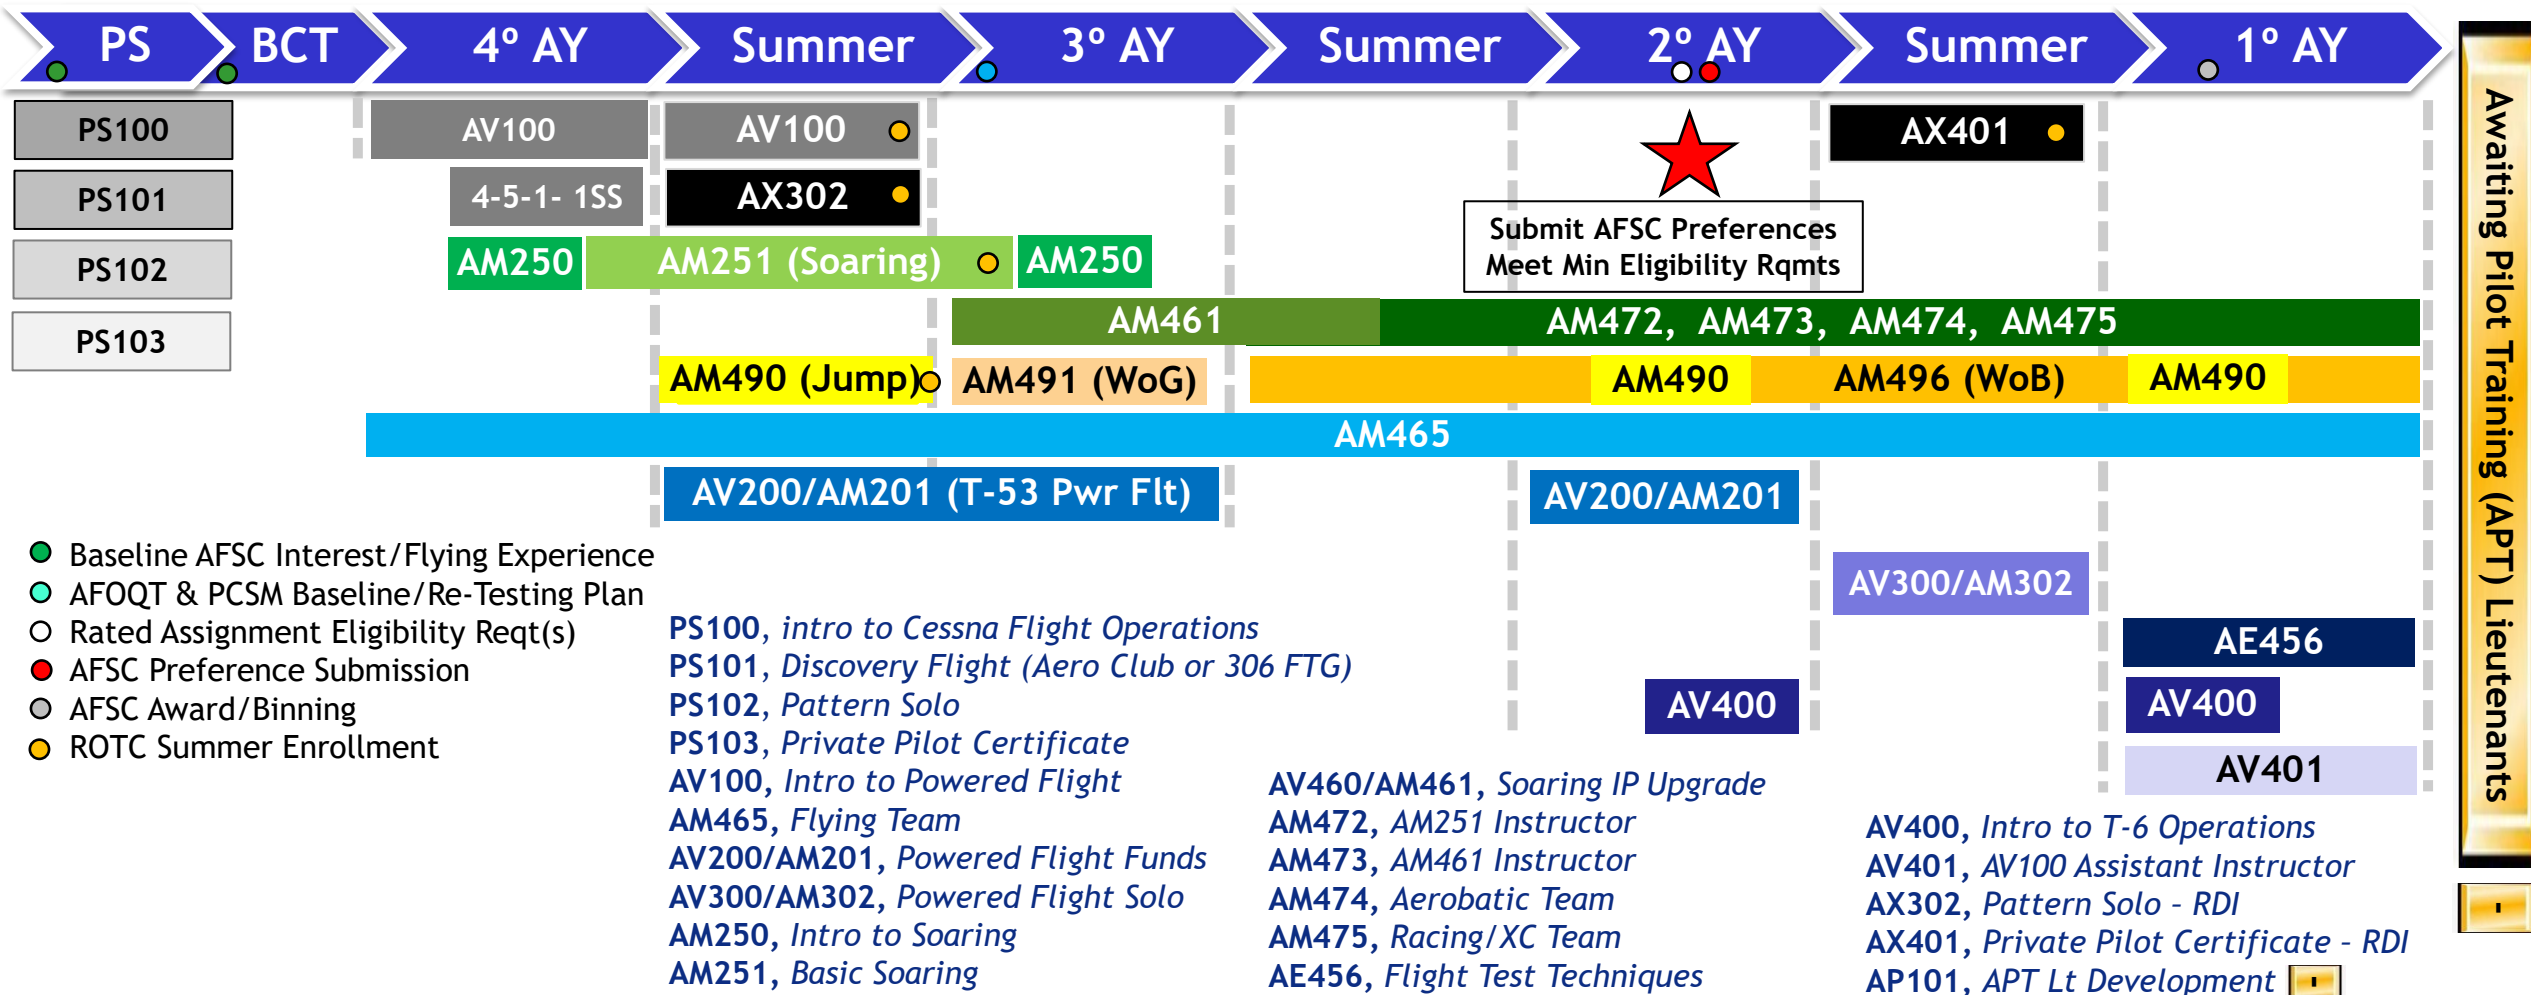 PS
BCT
4º AY
Summer
3º AY
Summer
2º AY
Summer
1º AY
PS100
AV100
AV100
AX401
PS101
4-5-1- 1SS
AX302
Submit AFSC Preferences
Meet Min Eligibility Rqmts
PS102
AM250
AM251 (Soaring)
AM250
PS103
AM461
AM472, AM473, AM474, AM475
AM490 (Jump)
AM491 (WoG)
AM490
AM496 (WoB)
AM490
AM465
AV200/AM201 (T-53 Pwr Flt)
AV200/AM201
AV300/AM302
AE456
AV400
AV400
AV401
Awaiting Pilot Training (APT) Lieutenants
Baseline AFSC Interest/Flying Experience
AFOQT & PCSM Baseline/Re-Testing Plan
Rated Assignment Eligibility Reqt(s)
AFSC Preference Submission
AFSC Award/Binning
ROTC Summer Enrollment
PS100, intro to Cessna Flight Operations
PS101, Discovery Flight (Aero Club or 306 FTG)
PS102, Pattern Solo
PS103, Private Pilot Certificate
AV100, Intro to Powered Flight
AM465, Flying Team
AV200/AM201, Powered Flight Funds
AV300/AM302, Powered Flight Solo
AM250, Intro to Soaring
AM251, Basic Soaring
AV460/AM461, Soaring IP Upgrade
AM472, AM251 Instructor
AM473, AM461 Instructor
AM474, Aerobatic Team
AM475, Racing/XC Team
AE456, Flight Test Techniques
AV400, Intro to T-6 Operations
AV401, AV100 Assistant Instructor
AX302, Pattern Solo – RDI
AX401, Private Pilot Certificate – RDI
AP101, APT Lt Development